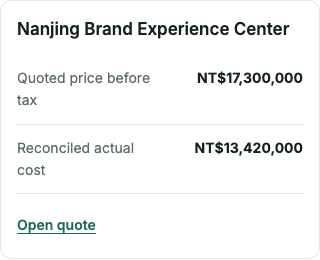 Nanjing Brand Experience Center
Quoted price before NT$17,300,000
tax
Reconciled actual NT$13,420,000
cost
Open quote